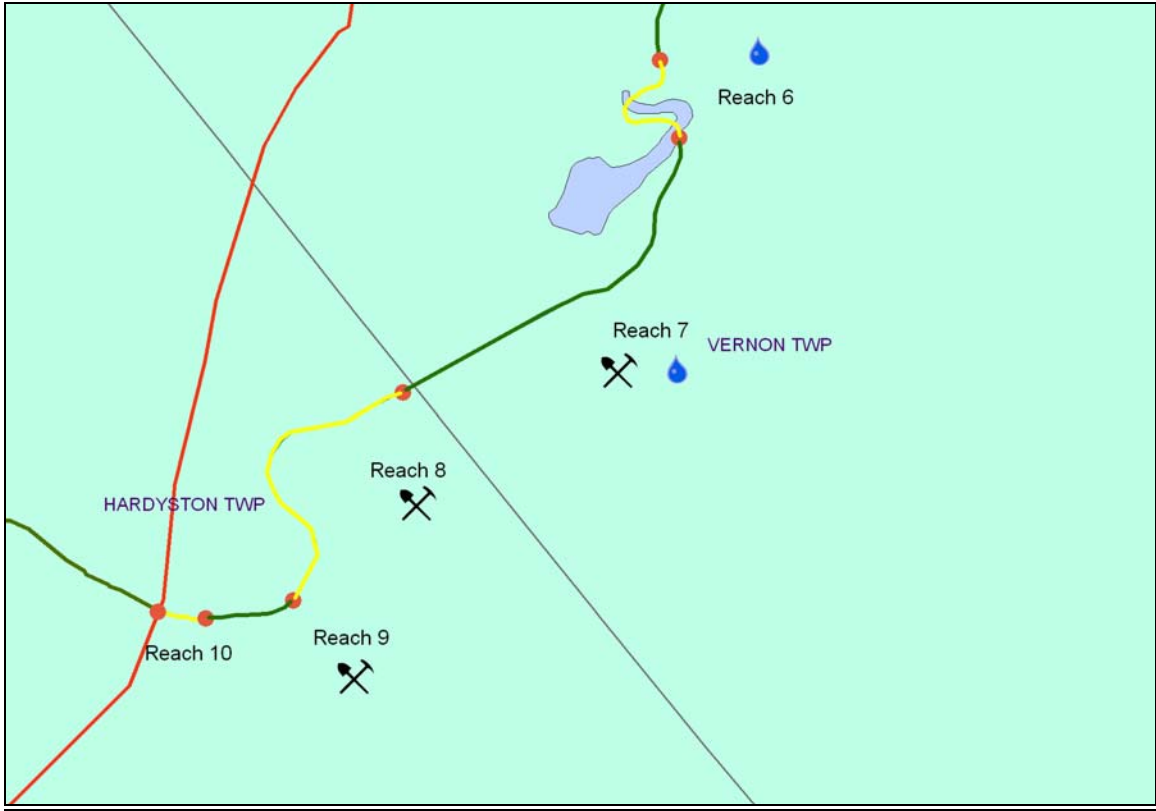 Reach 6
Reach 7
VERNON TWP
Reach 8
HARDYSTON TWP
Reach 9
Reach 10